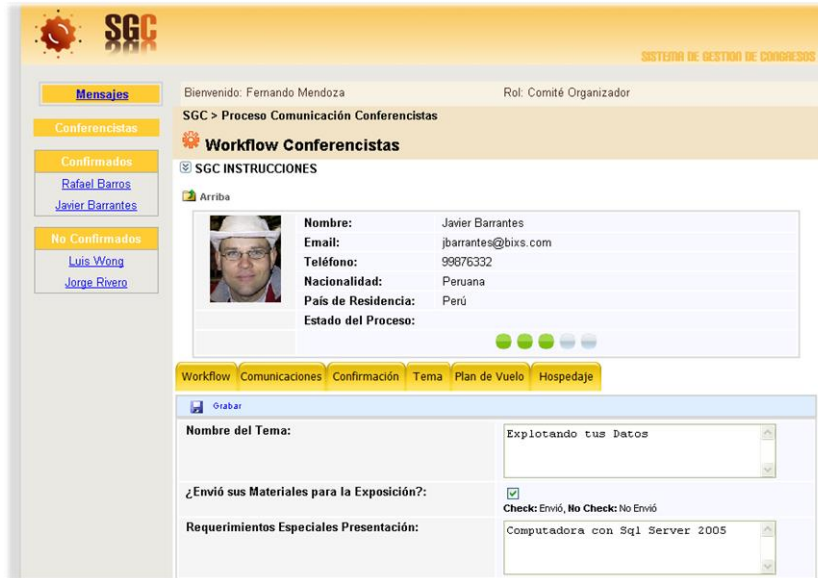 SGC
SISTEMA DE GESTION DE CONGRESOS
Mensajes
Conferencistas
Confirmados
Rafael Barros
Javier Barrantes
No Confirmados
Luis Wong
Jorge Rivero
Bienvenido: Fernando Mendoza Rol: Comité Organizador
SGC > Proceso Comunicación Conferencistas
Workflow Conferencistas
SGC INSTRUCCIONES
Arriba
Nombre: Javier Barrantes
Email: jbarrantes@bixs.com
Teléfono: 99876332
Nacionalidad: Peruana
País de Residencia: Perú
Estado del Proceso:
Workflow Comunicaciones Confirmación Tema Plan de Vuelo Hospedaje
Grabar
Nombre del Tema: Explotando tus Datos
¿Envió sus Materiales para la Exposición?:
Check: Envió, No Check: No Envió
Requerimientos Especiales Presentación: Computadora con Sql Server 2005